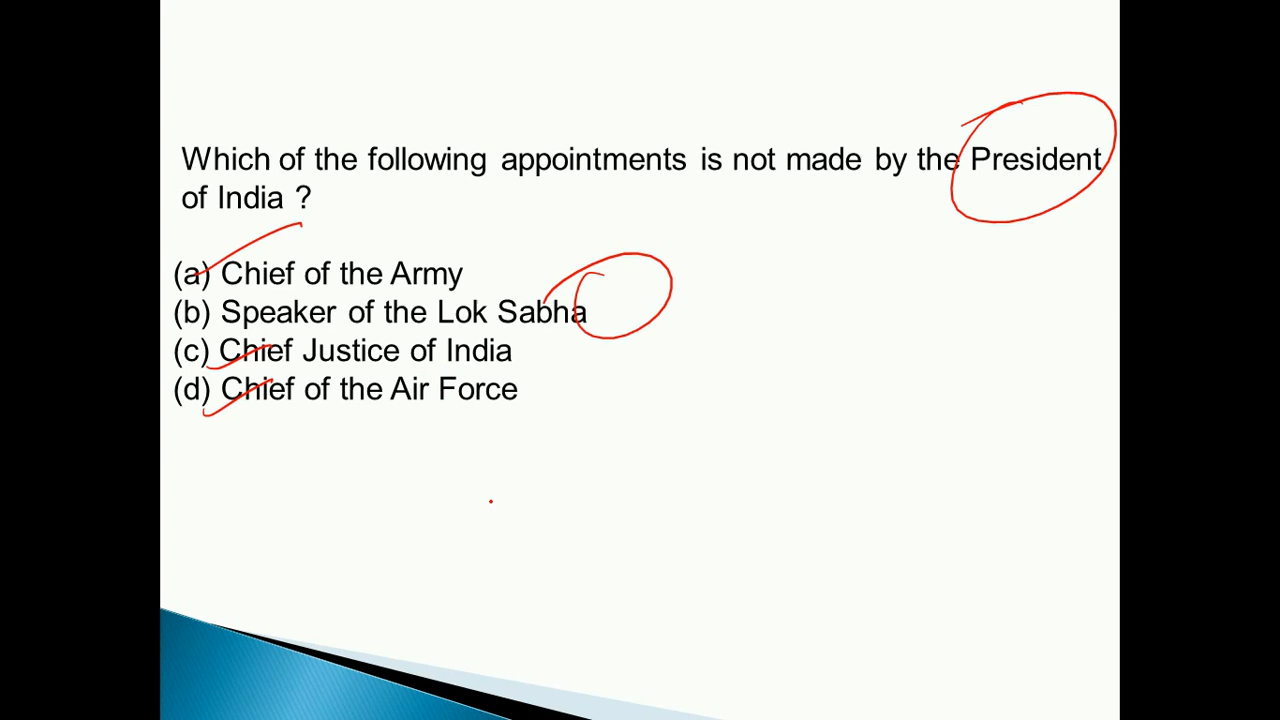 Which of the following appointments is not made by the President
of India ?
(a) Chief of the Army
(b) Speaker of the Lok Sabha
(c) Chief Justice of India
(d) Chief of the Air Force